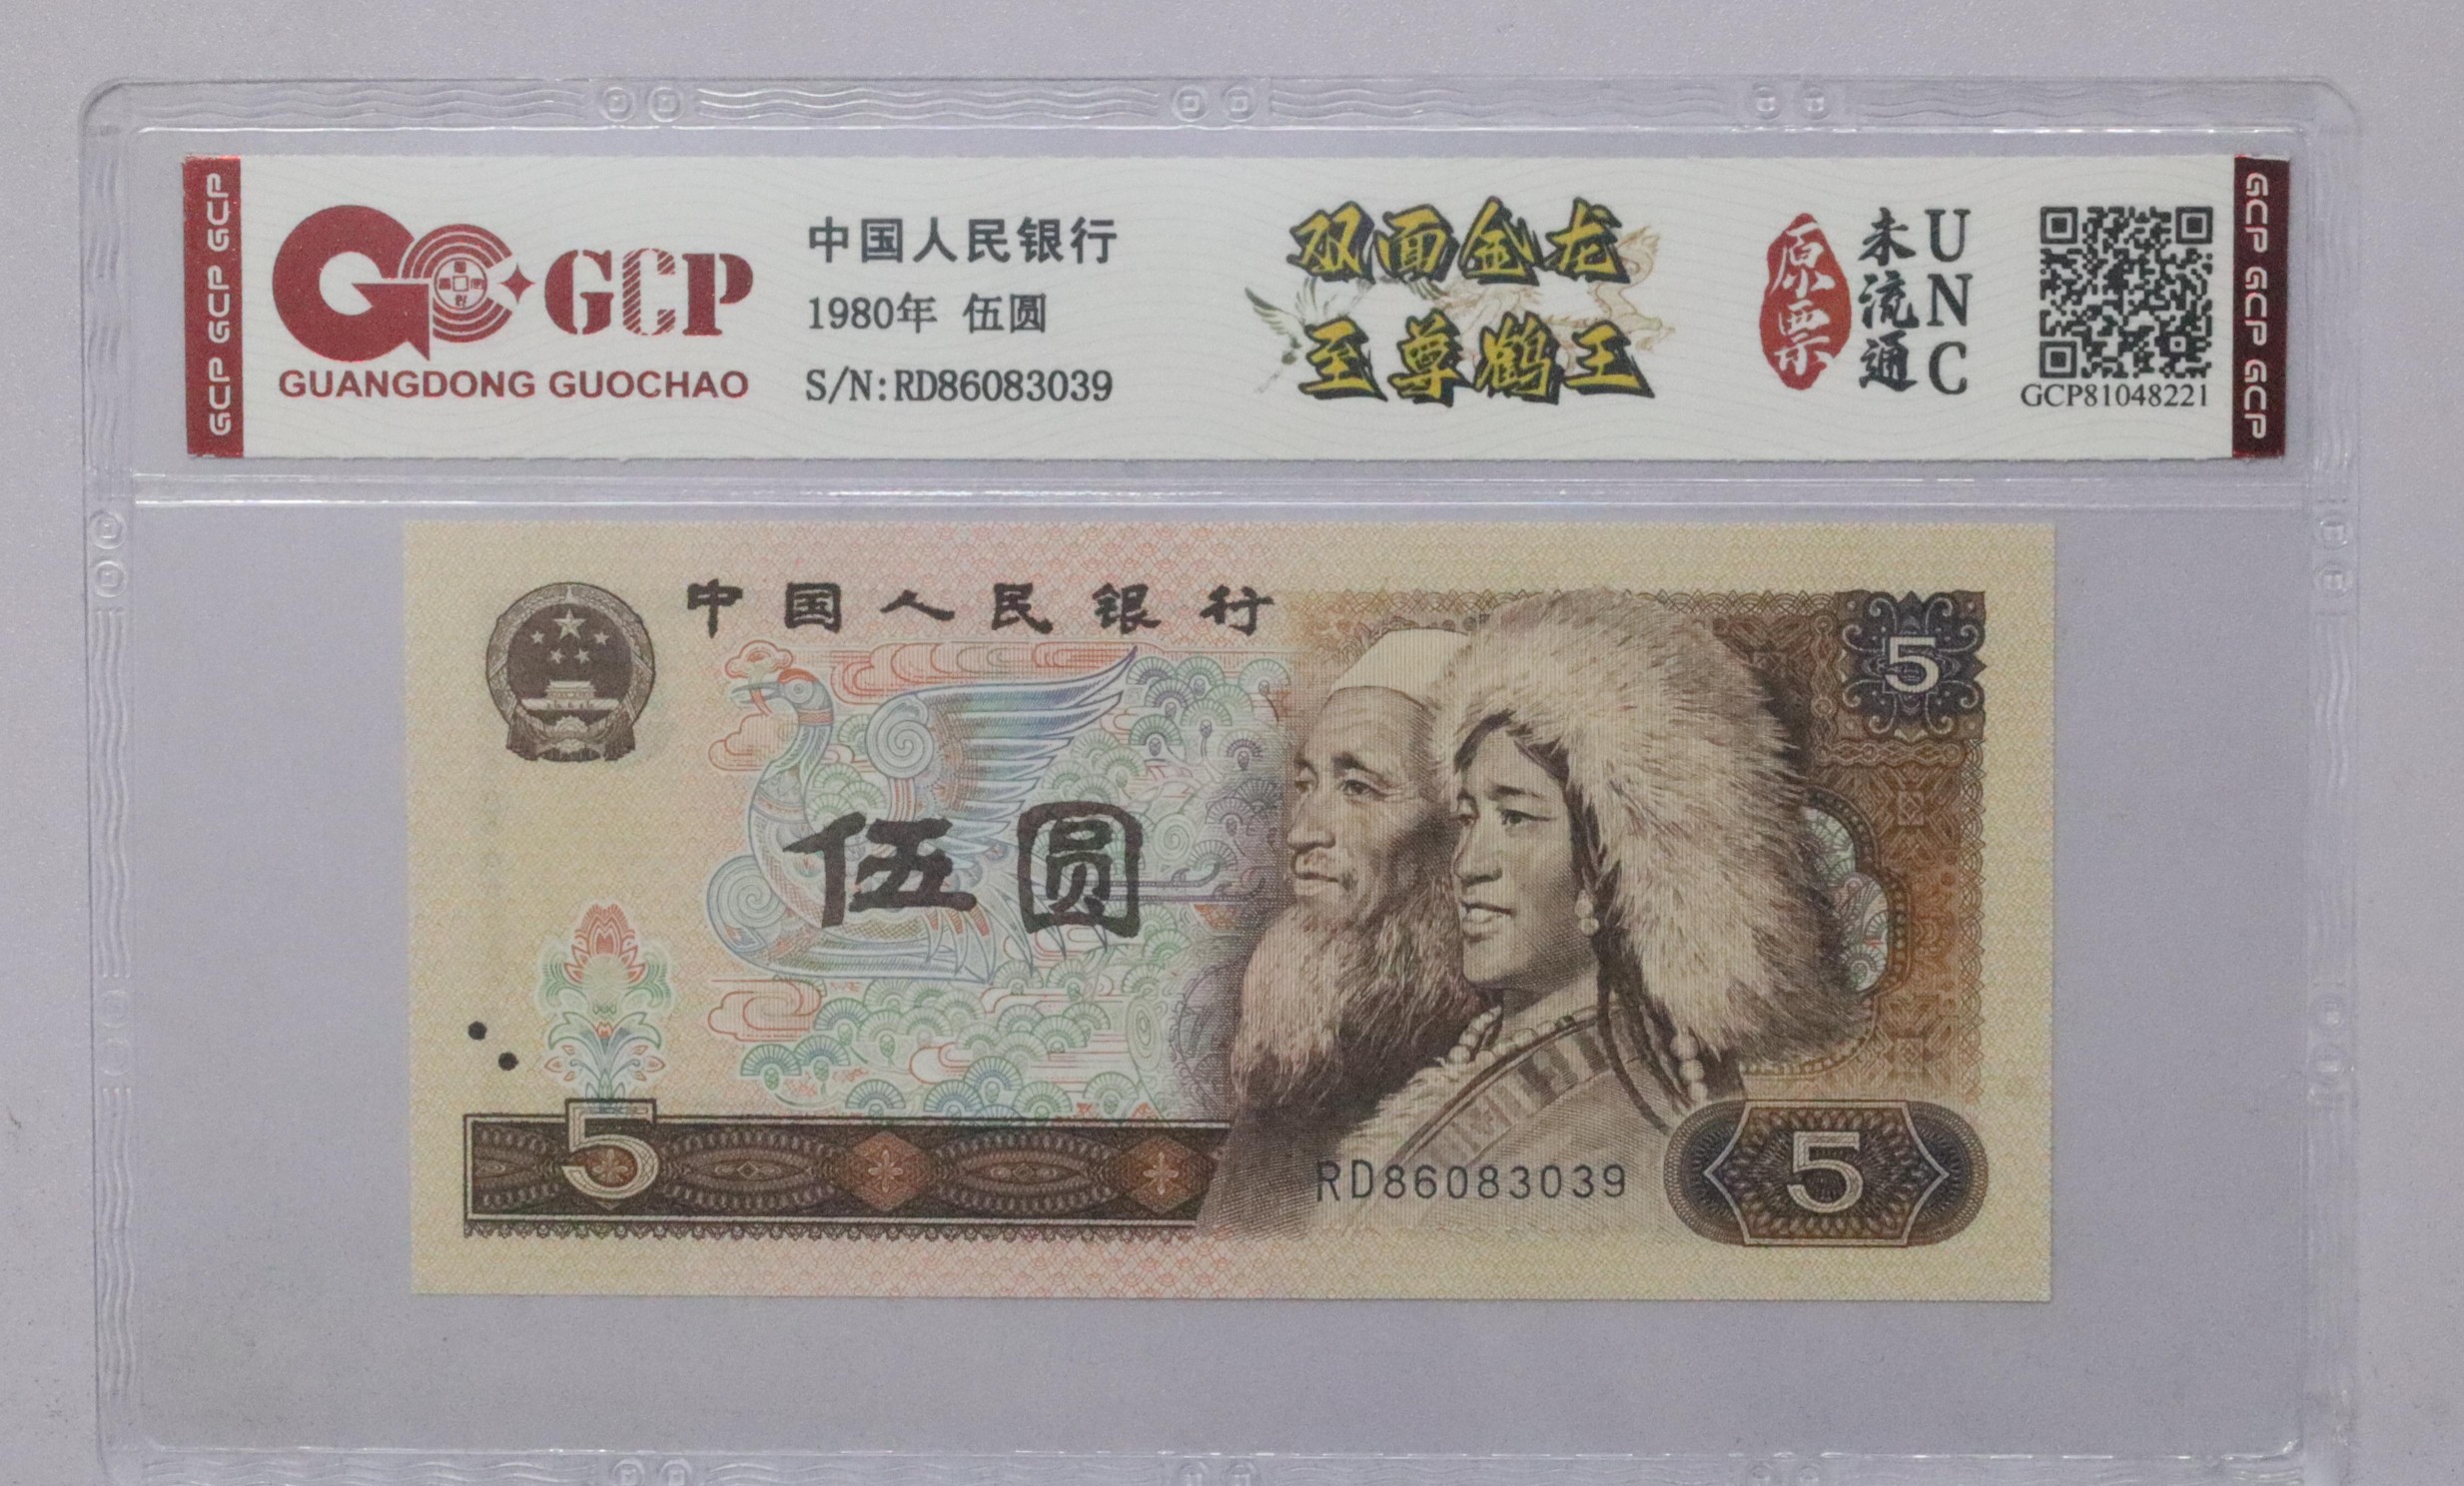 GCP GCP GCP
GCP
GUANGDONG GUOCHAO
中国人民银行
1980年 伍圆
S/N:RD86083039
双面金龙
至尊鹤王
原票
未流通
UNC
GCP81048221
GCP GCP GCP
中国人民银行
5
伍圆
5
RD86083039
5